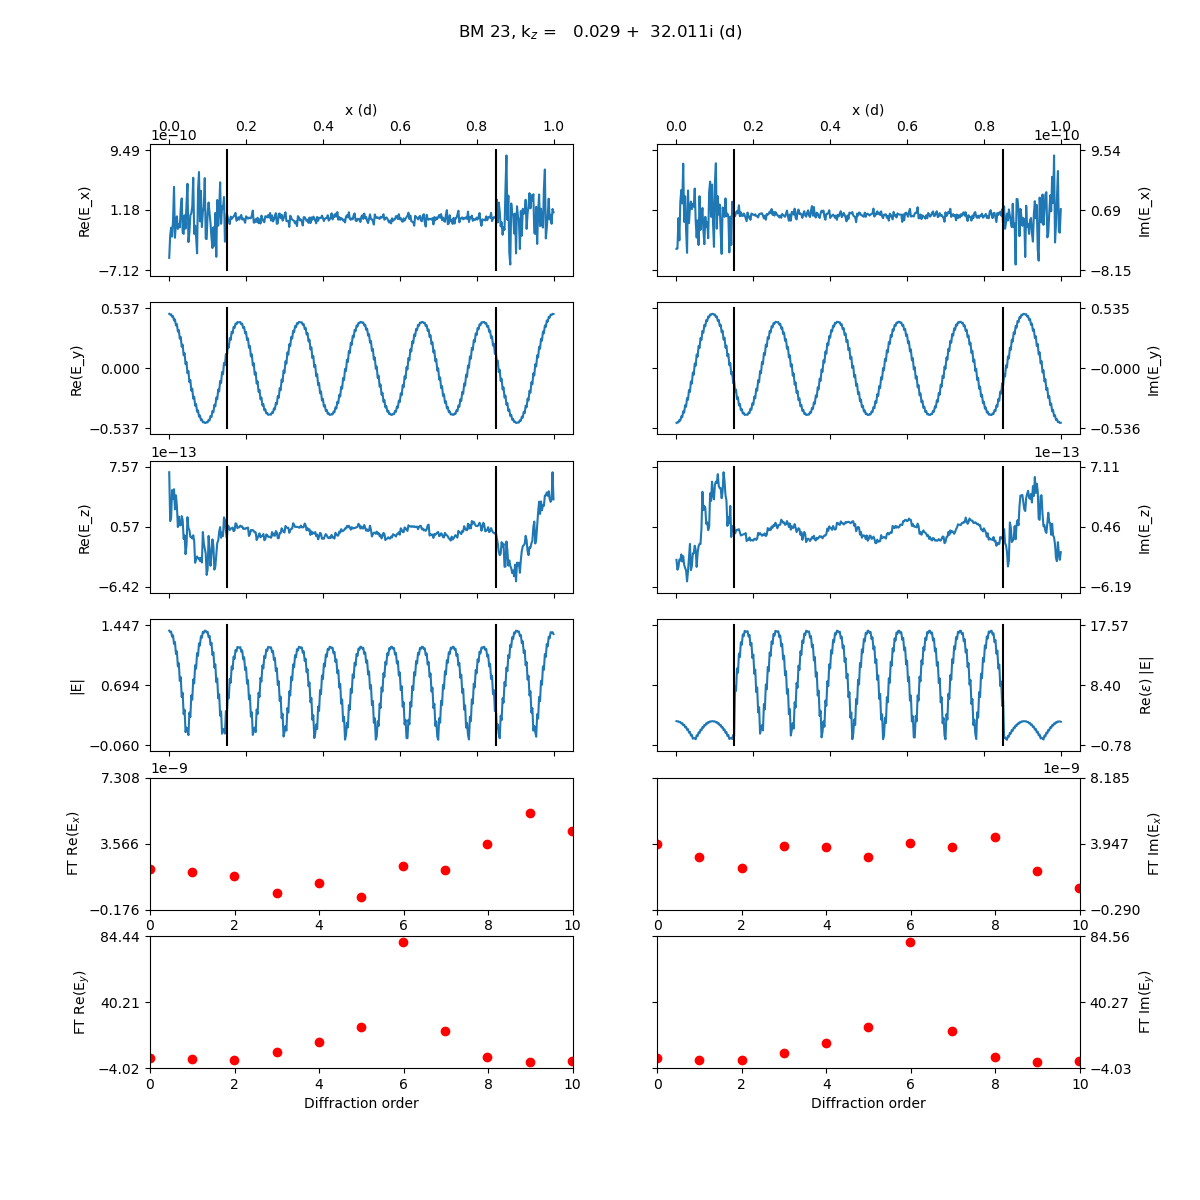 BM 23, k_z =   0.029 +  32.011i (d)
x (d)
x (d)
0.0 0.2 0.4 0.6 0.8 1.0
0.0 0.2 0.4 0.6 0.8 1.0
1e−10
1e−10
9.49
1.18
−7.12
Re(E_x)
9.54
0.69
−8.15
Im(E_x)
0.537
0.000
−0.537
Re(E_y)
0.535
−0.000
−0.536
Im(E_y)
1e−13
1e−13
7.57
0.57
−6.42
Re(E_z)
7.11
0.46
−6.19
Im(E_z)
1.447
0.694
−0.060
|E|
17.57
8.40
−0.78
Re(ε) |E|
1e−9
1e−9
7.308
3.566
−0.176
FT Re(E_x)
0 2 4 6 8 10
8.185
3.947
−0.290
FT Im(E_x)
0 2 4 6 8 10
84.44
40.21
−4.02
FT Re(E_y)
0 2 4 6 8 10
Diffraction order
84.56
40.27
−4.03
FT Im(E_y)
0 2 4 6 8 10
Diffraction order